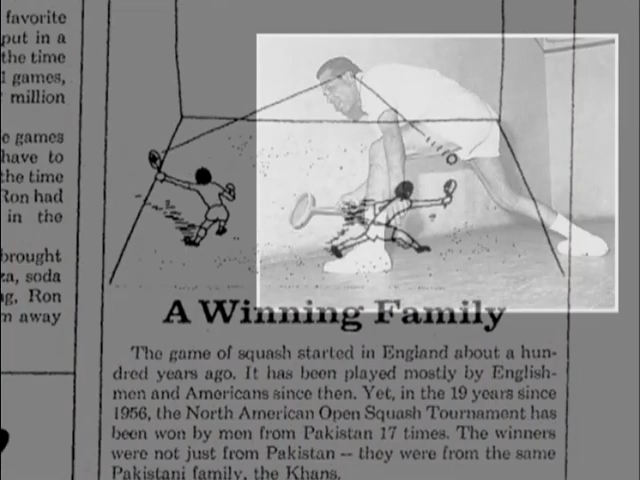 favorite
put in a
the time
1 games,
million
e games
have to
the time
Ron had
in the
brought
za, soda
ng, Ron
m away
A Winning Family
The game of squash started in England about a hun-
dred years ago. It has been played mostly by English-
men and Americans since then. Yet, in the 19 years since
1956, the North American Open Squash Tournament has
been won by men from Pakistan 17 times. The winners
were not just from Pakistan -- they were from the same
Pakistani family, the Khans.